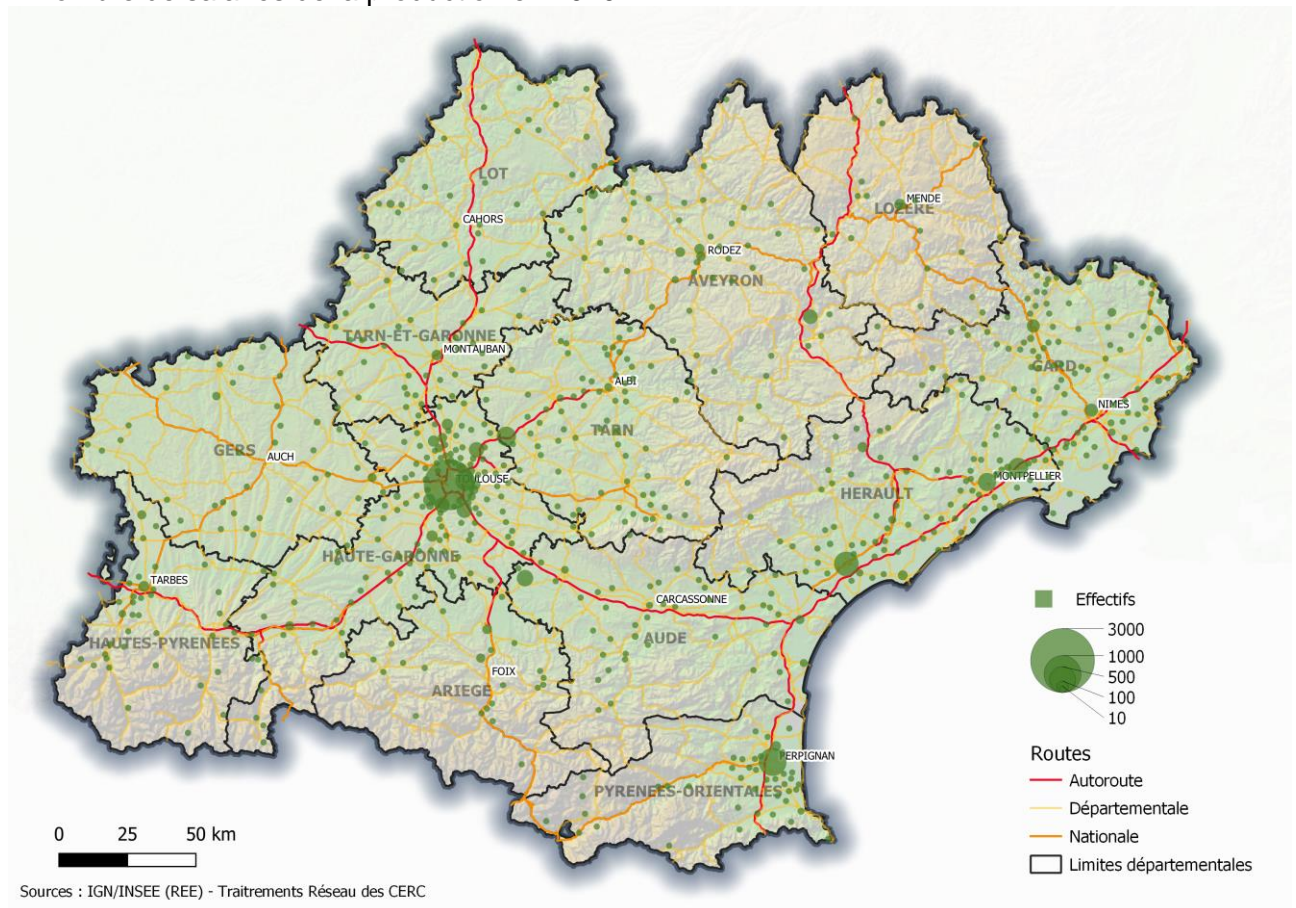 LOT
CAHORS
MENDE
LOZERE
RODEZ
AVEYRON
TARN-ET-GARONNE
MONTAUBAN
ALBI
TARN
GARD
NIMES
GERS
AUCH
TOULOUSE
MONTPELLIER
HERAULT
HAUTE-GARONNE
TARBES
CARCASSONNE
HAUTES-PYRENEES
AUDE
FOIX
ARIEGE
PERPIGNAN
PYRENEES-ORIENTALES
Effectifs
3000
1000
500
100
10
Routes
Autoroute
Départementale
Nationale
Limites départementales
0 25 50 km
Sources : IGN/INSEE (REE) - Traitrements Réseau des CERC